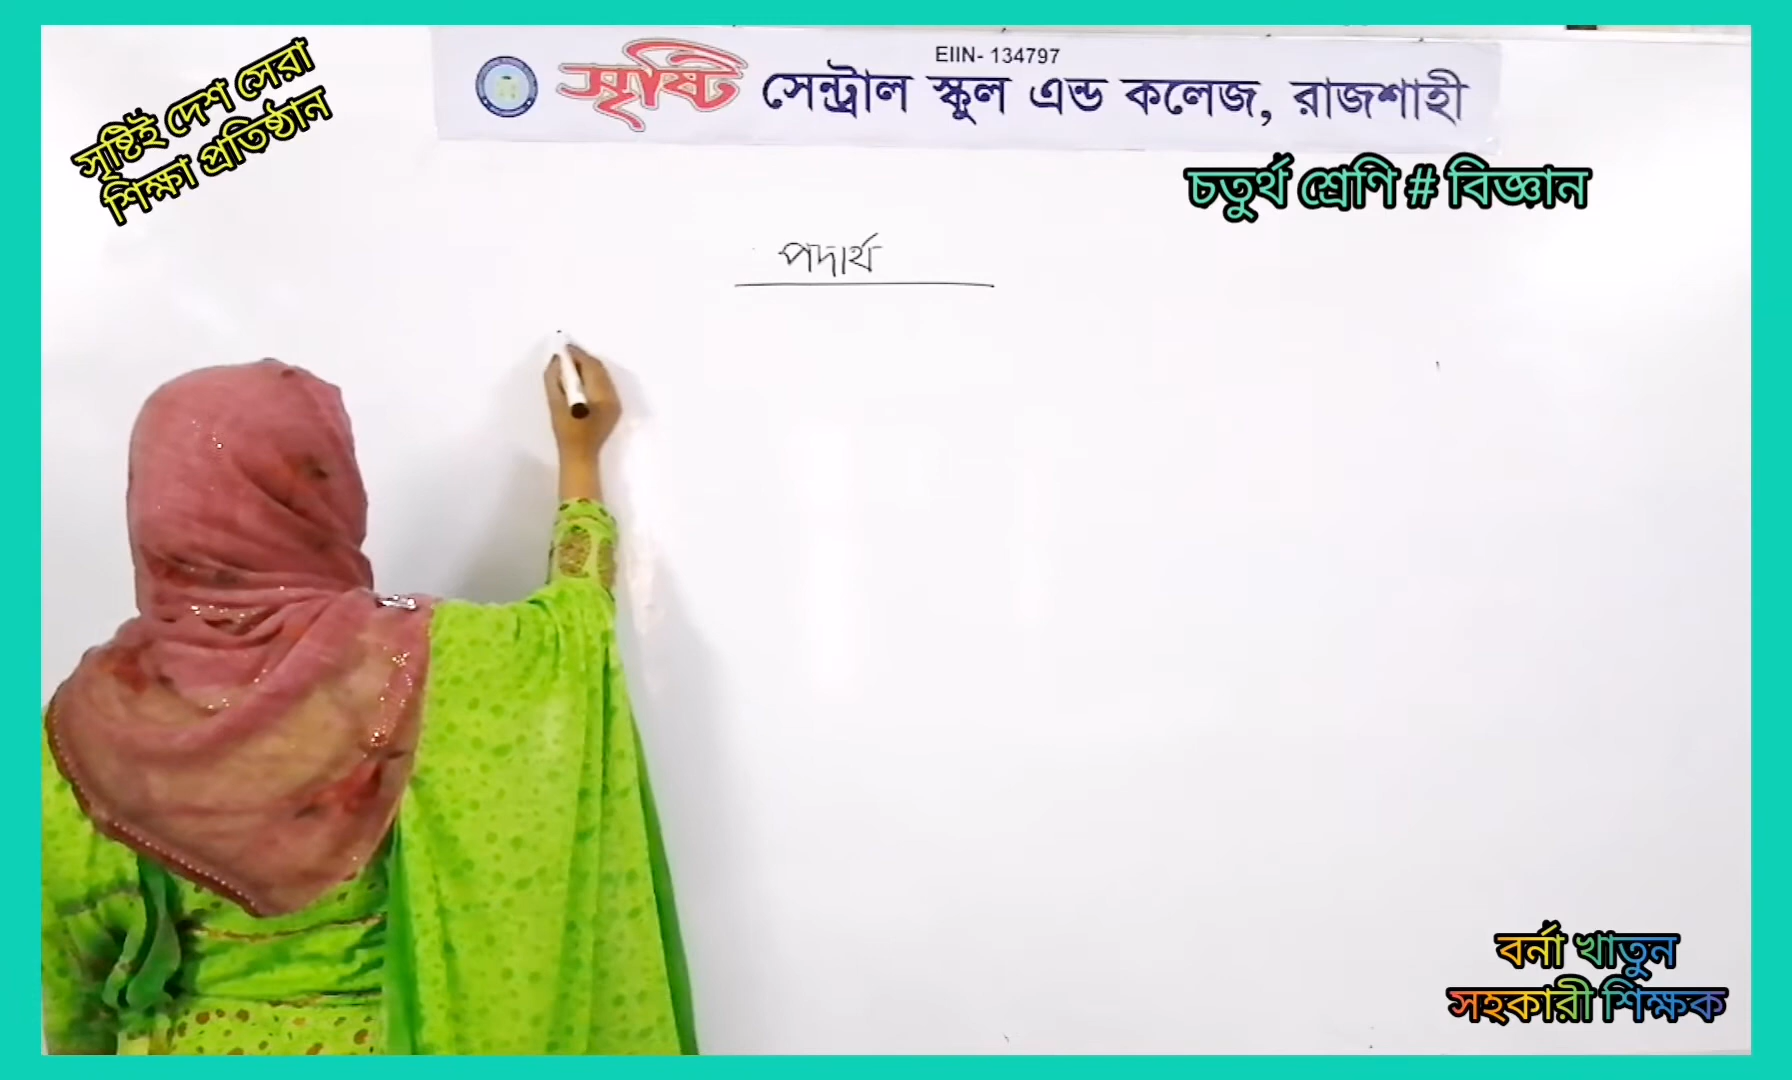 সৃষ্টিই দেশ সেরা
শিক্ষা প্রতিষ্ঠান
EIIN- 134797
সৃষ্টি সেন্ট্রাল স্কুল এন্ড কলেজ, রাজশাহী
চতুর্থ শ্রেণি # বিজ্ঞান
পদার্থ
বর্না খাতুন
সহকারী শিক্ষক